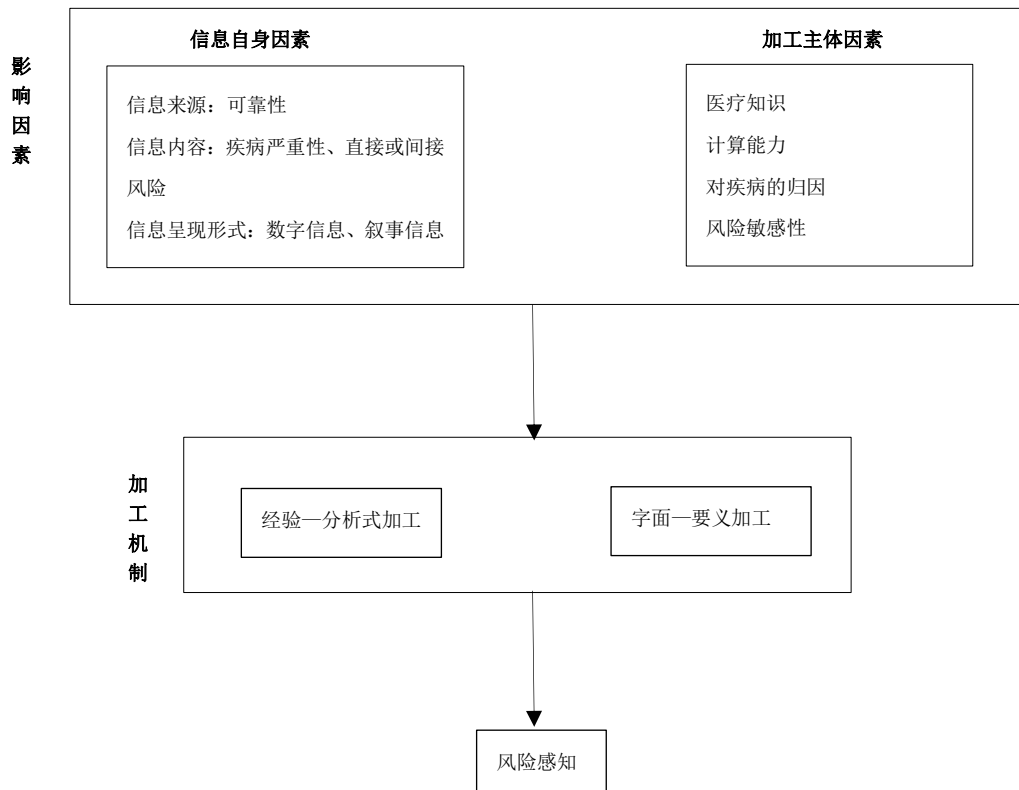 影响因素
信息自身因素
信息来源：可靠性
信息内容：疾病严重性、直接或间接
风险
信息呈现形式：数字信息、叙事信息
加工主体因素
医疗知识
计算能力
对疾病的归因
风险敏感性
加工机制
经验—分析式加工
字面—要义加工
风险感知